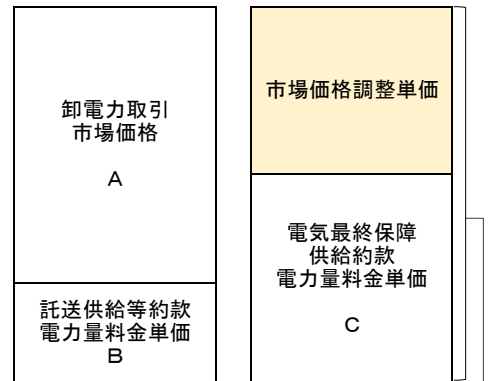 卸電力取引
市場価格
A
託送供給等約款
電力量料金単価
B
市場価格調整単価
電気最終保障
供給約款
電力量料金単価
C